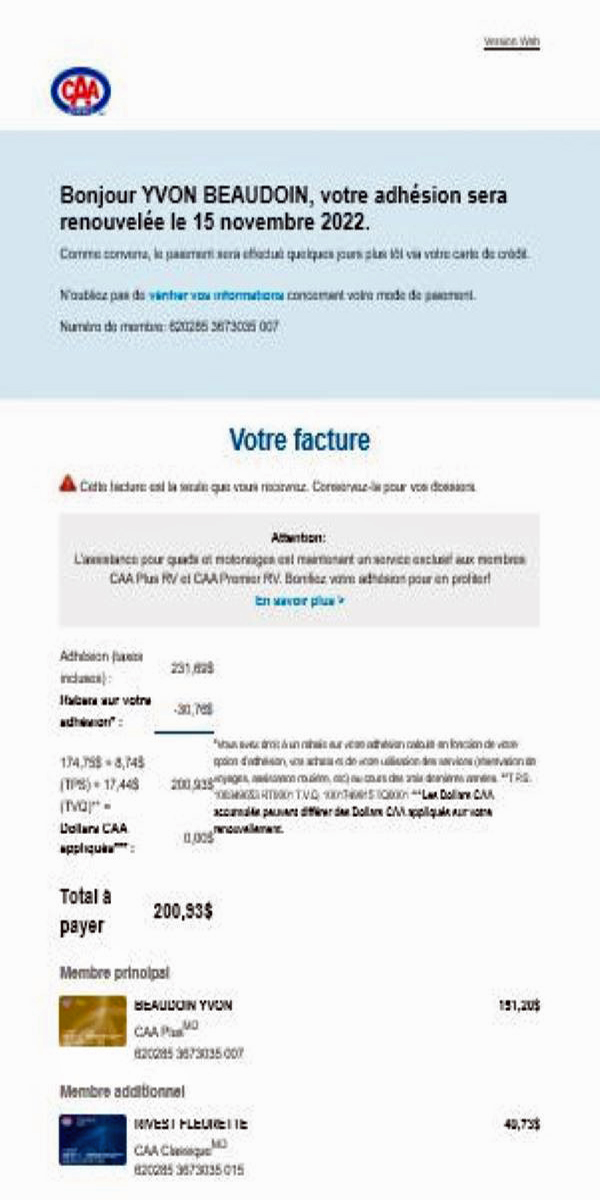 Version Web
CAA
Bonjour YVON BEAUDOIN, votre adhésion sera
renouvelée le 15 novembre 2022.
Comme convenu, le paiement sera effectué quelques jours plus tôt via votre carte de crédit.
N'oubliez pas de vérifier vos informations concernant votre mode de paiement.
Numéro de membre: 620285 3673035 007
Votre facture
Cette facture est la seule que vous recevrez. Conservez-la pour vos dossiers.
Attention:
L'assistance pour quads et motoneiges est maintenant un service exclusif aux membres
CAA Plus RV et CAA Premier RV. Bonifiez votre adhésion pour en profiter!
En savoir plus >
Adhésion (taxes
incluses) :
231,69$
Rabais sur votre
adhésion* :
-30,76$
174,75$ + 8,74$
(TPS) + 17,44$
(TVQ)** =
200,93$
*Vous avez droit à un rabais sur votre adhésion calculé en fonction de votre
option d'adhésion, vos achats et de votre utilisation des services (réservation de
voyages, assistance routière, etc) au cours des trois dernières années. **T.P.S.
T.V.Q. ***Les Dollars CAA
accumulés peuvent différer des Dollars CAA appliqués sur votre
renouvellement.
Dollars CAA
appliqués*** :
0,00$
Total à
payer
200,93$
Membre principal
BEAUDOIN YVON
151,20$
CAA Plus MD
620285 3673035 007
Membre additionnel
RIVEST FLEURETTE
49,73$
CAA Classique MD
620285 3673035 015